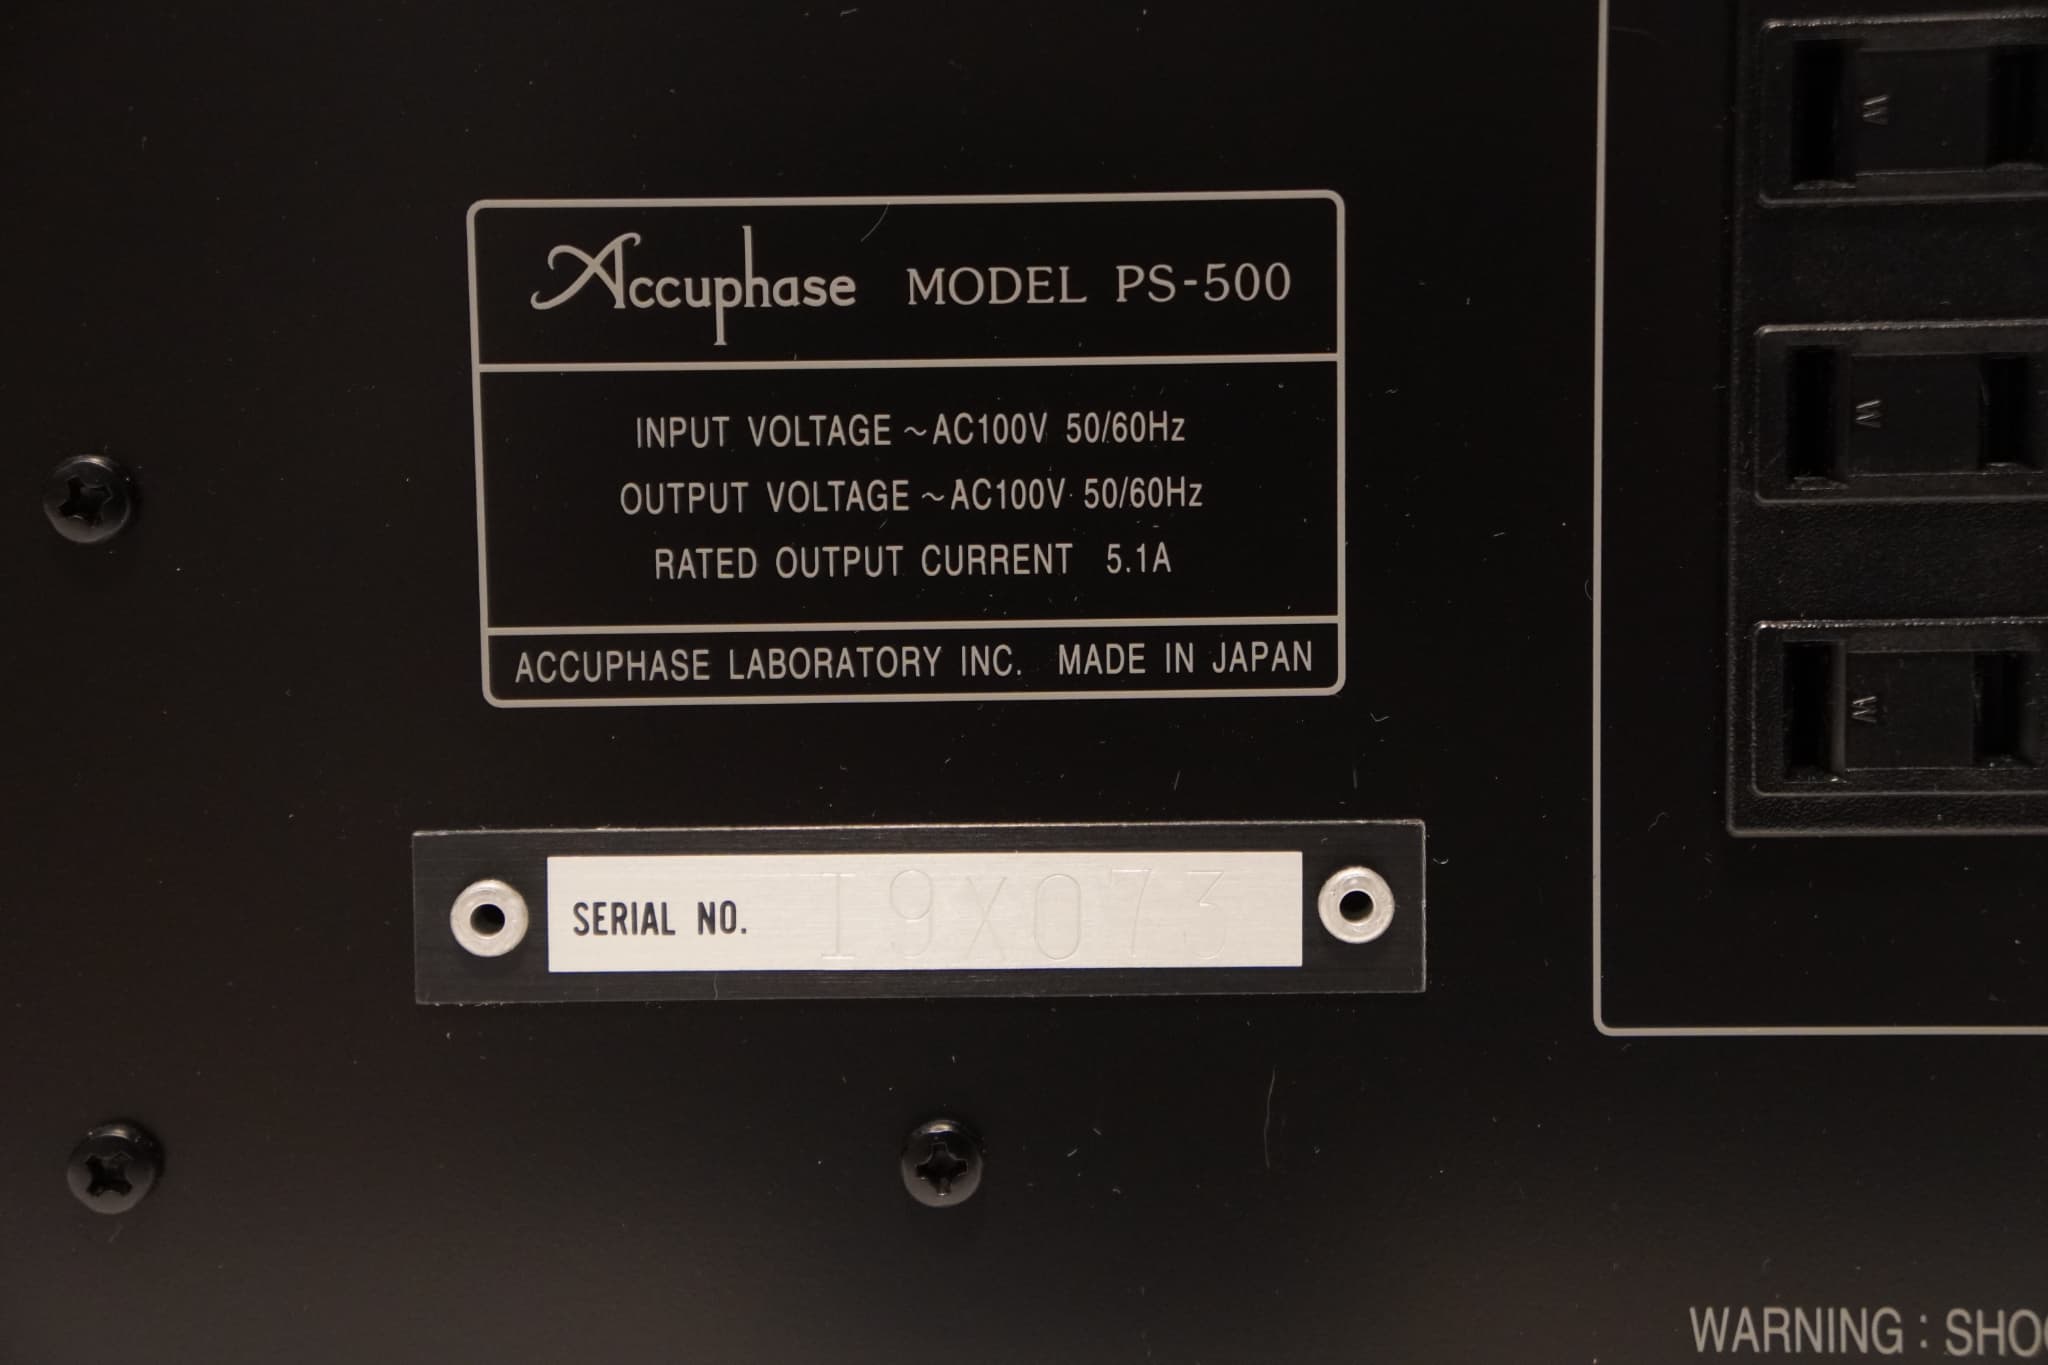 Accuphase MODEL PS-500
INPUT VOLTAGE ~AC100V 50/60Hz
OUTPUT VOLTAGE ~AC100V 50/60Hz
RATED OUTPUT CURRENT 5.1A
ACCUPHASE LABORATORY INC. MADE IN JAPAN
SERIAL NO. I9X073
W
W
W
WARNING : SHO